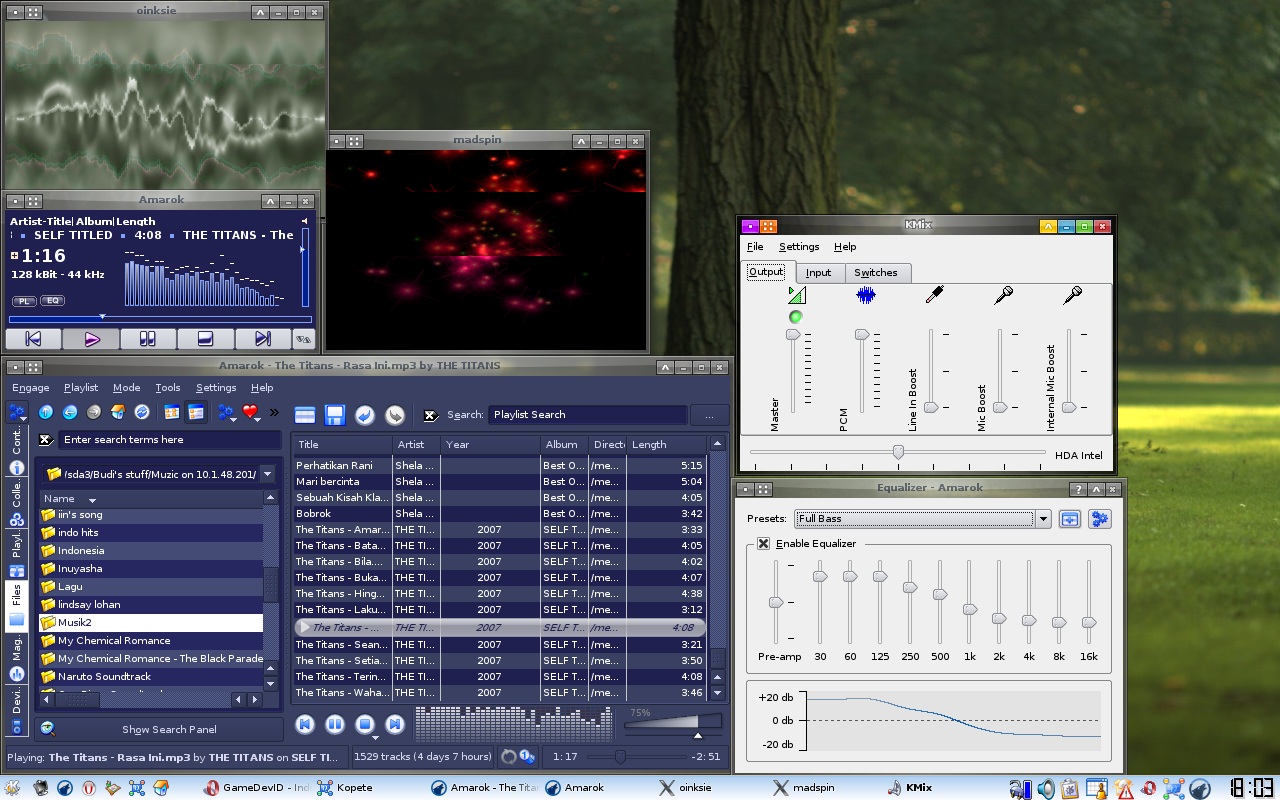 oinksie
madspin
Amarok
Artist-Title| Album|Length
SELF TITLED ▪ 4:08 ▪ THE TITANS - The
1:16
128 kBit - 44 kHz
PL EQ
Amarok - The Titans - Rasa Ini.mp3 by THE TITANS
Engage Playlist Mode Tools Settings Help
Search: Playlist Search ...
Enter search terms here
/sda3/Budi's stuff/Muzic on 10.1.48.201/
Name
iin's song
indo hits
Indonesia
Inuyasha
Lagu
lindsay lohan
Musik2
My Chemical Romance
My Chemical Romance - The Black Parade
Naruto Soundtrack
Show Search Panel
Cont.
Colle.
Playl.
Files
Mag.
Devi.
Title Artist Year Album Direct Length
Perhatikan Rani Shela ... Best O... /me... 5:15
Mari bercinta Shela ... Best O... /me... 5:04
Sebuah Kisah Kla... Shela ... Best O... /me... 4:05
Bobrok Shela ... Best O... /me... 3:42
The Titans - Amar... THE TI... 2007 SELF T... /me... 3:33
The Titans - Bata... THE TI... 2007 SELF T... /me... 4:05
The Titans - Bila... THE TI... 2007 SELF T... /me... 4:02
The Titans - Buka... THE TI... 2007 SELF T... /me... 4:07
The Titans - Hing... THE TI... 2007 SELF T... /me... 4:38
The Titans - Laku... THE TI... 2007 SELF T... /me... 3:12
The Titans - ... THE TI... 2007 SELF T... /me... 4:08
The Titans - Sean... THE TI... 2007 SELF T... /me... 3:21
The Titans - Setia... THE TI... 2007 SELF T... /me... 3:50
The Titans - Terin... THE TI... 2007 SELF T... /me... 4:08
The Titans - Waha... THE TI... 2007 SELF T... /me... 3:46
75%
Playing: The Titans - Rasa Ini.mp3 by THE TITANS on SELF TI...
1529 tracks (4 days 7 hours)
1:17 -2:51
KMix
File Settings Help
Output Input Switches
Master
PCM
Line In Boost
Mic Boost
Internal Mic Boost
HDA Intel
Equalizer - Amarok
Presets: Full Bass
Enable Equalizer
Pre-amp 30 60 125 250 500 1k 2k 4k 8k 16k
+20 db
0 db
-20 db
GameDevID - Ind
Kopete
Amarok - The Tita
Amarok
oinksie
madspin
KMix
18:03